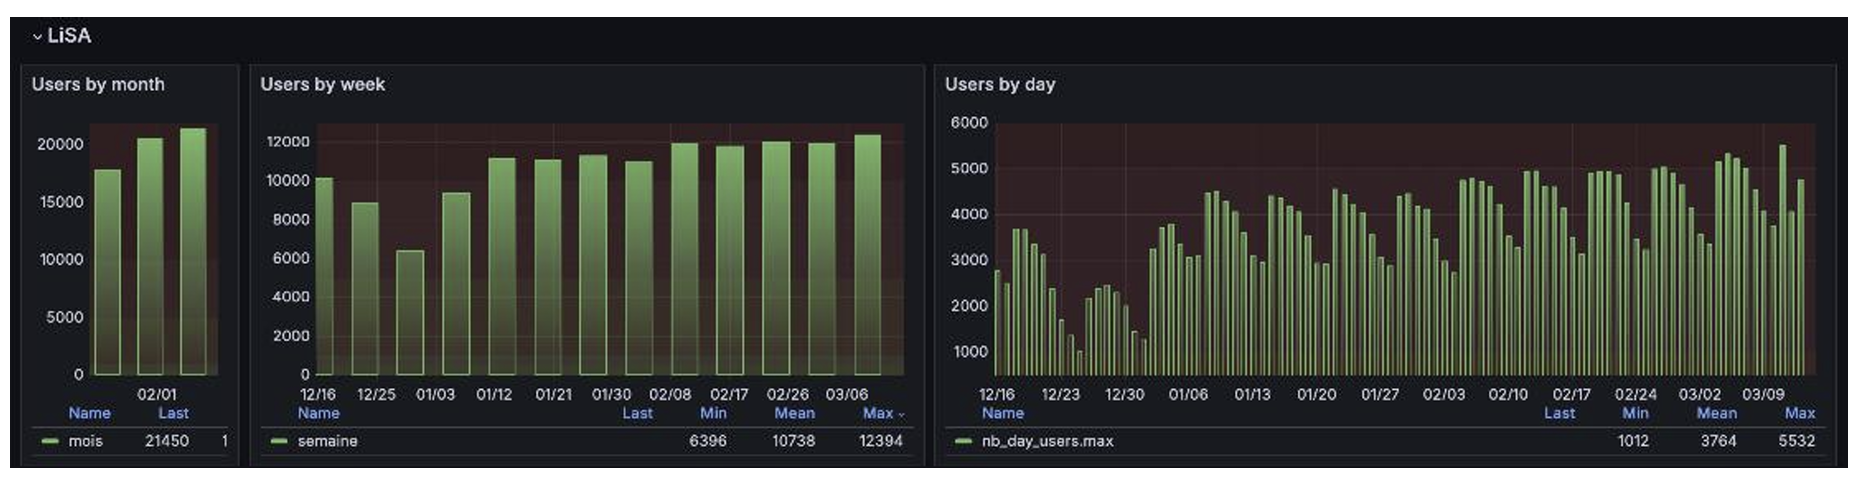 LiSA
Users by month
20000
15000
10000
5000
0
02/01
Name Last
mois 21450 1
Users by week
12000
10000
8000
6000
4000
2000
0
12/16 12/25 01/03 01/12 01/21 01/30 02/08 02/17 02/26 03/06
Name Last Min Mean Max
semaine 6396 10738 12394
Users by day
6000
5000
4000
3000
2000
1000
12/16 12/23 12/30 01/06 01/13 01/20 01/27 02/03 02/10 02/17 02/24 03/02 03/09
Name Last Min Mean Max
nb_day_users.max 1012 3764 5532